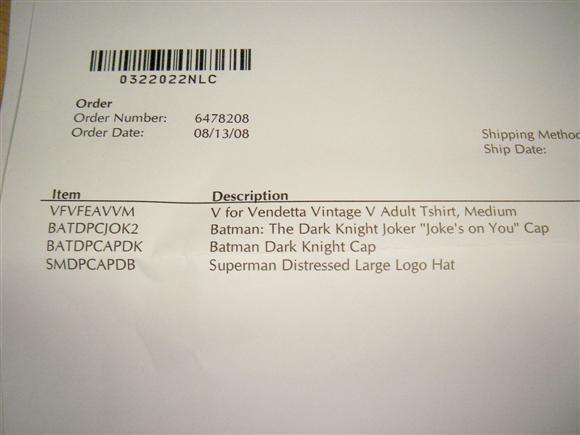 0322022NLC
Order
Order Number: 6478208
Order Date: 08/13/08
Shipping
Ship Date:
Item Description
VFVFEAVVM V for Vendetta Vintage V Adult Tshirt, Medium
BATDPCJOK2 Batman: The Dark Knight Joker "Joke's on You" Cap
BATDPCAPDK Batman Dark Knight Cap
SMDPCAPDB Superman Distressed Large Logo Hat